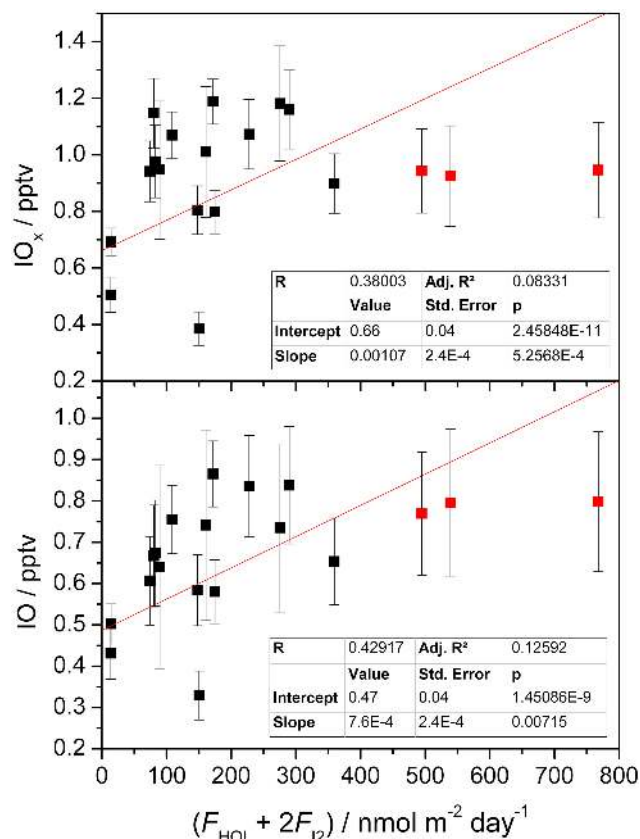 1.4
1.2
1.0
0.8
0.6
0.4
0.2
IOx / pptv
R 0.38003 Adj. R² 0.08331
Value Std. Error p
Intercept 0.66 0.04 2.45848E-11
Slope 0.00107 2.4E-4 5.2568E-4
1.0
0.9
0.8
0.7
0.6
0.5
0.4
0.3
0.2
IO / pptv
R 0.42917 Adj. R² 0.12592
Value Std. Error p
Intercept 0.47 0.04 1.45086E-9
Slope 7.6E-4 2.4E-4 0.00715
0 100 200 300 400 500 600 700 800
(F_HOI + 2F_I2) / nmol m⁻² day⁻¹